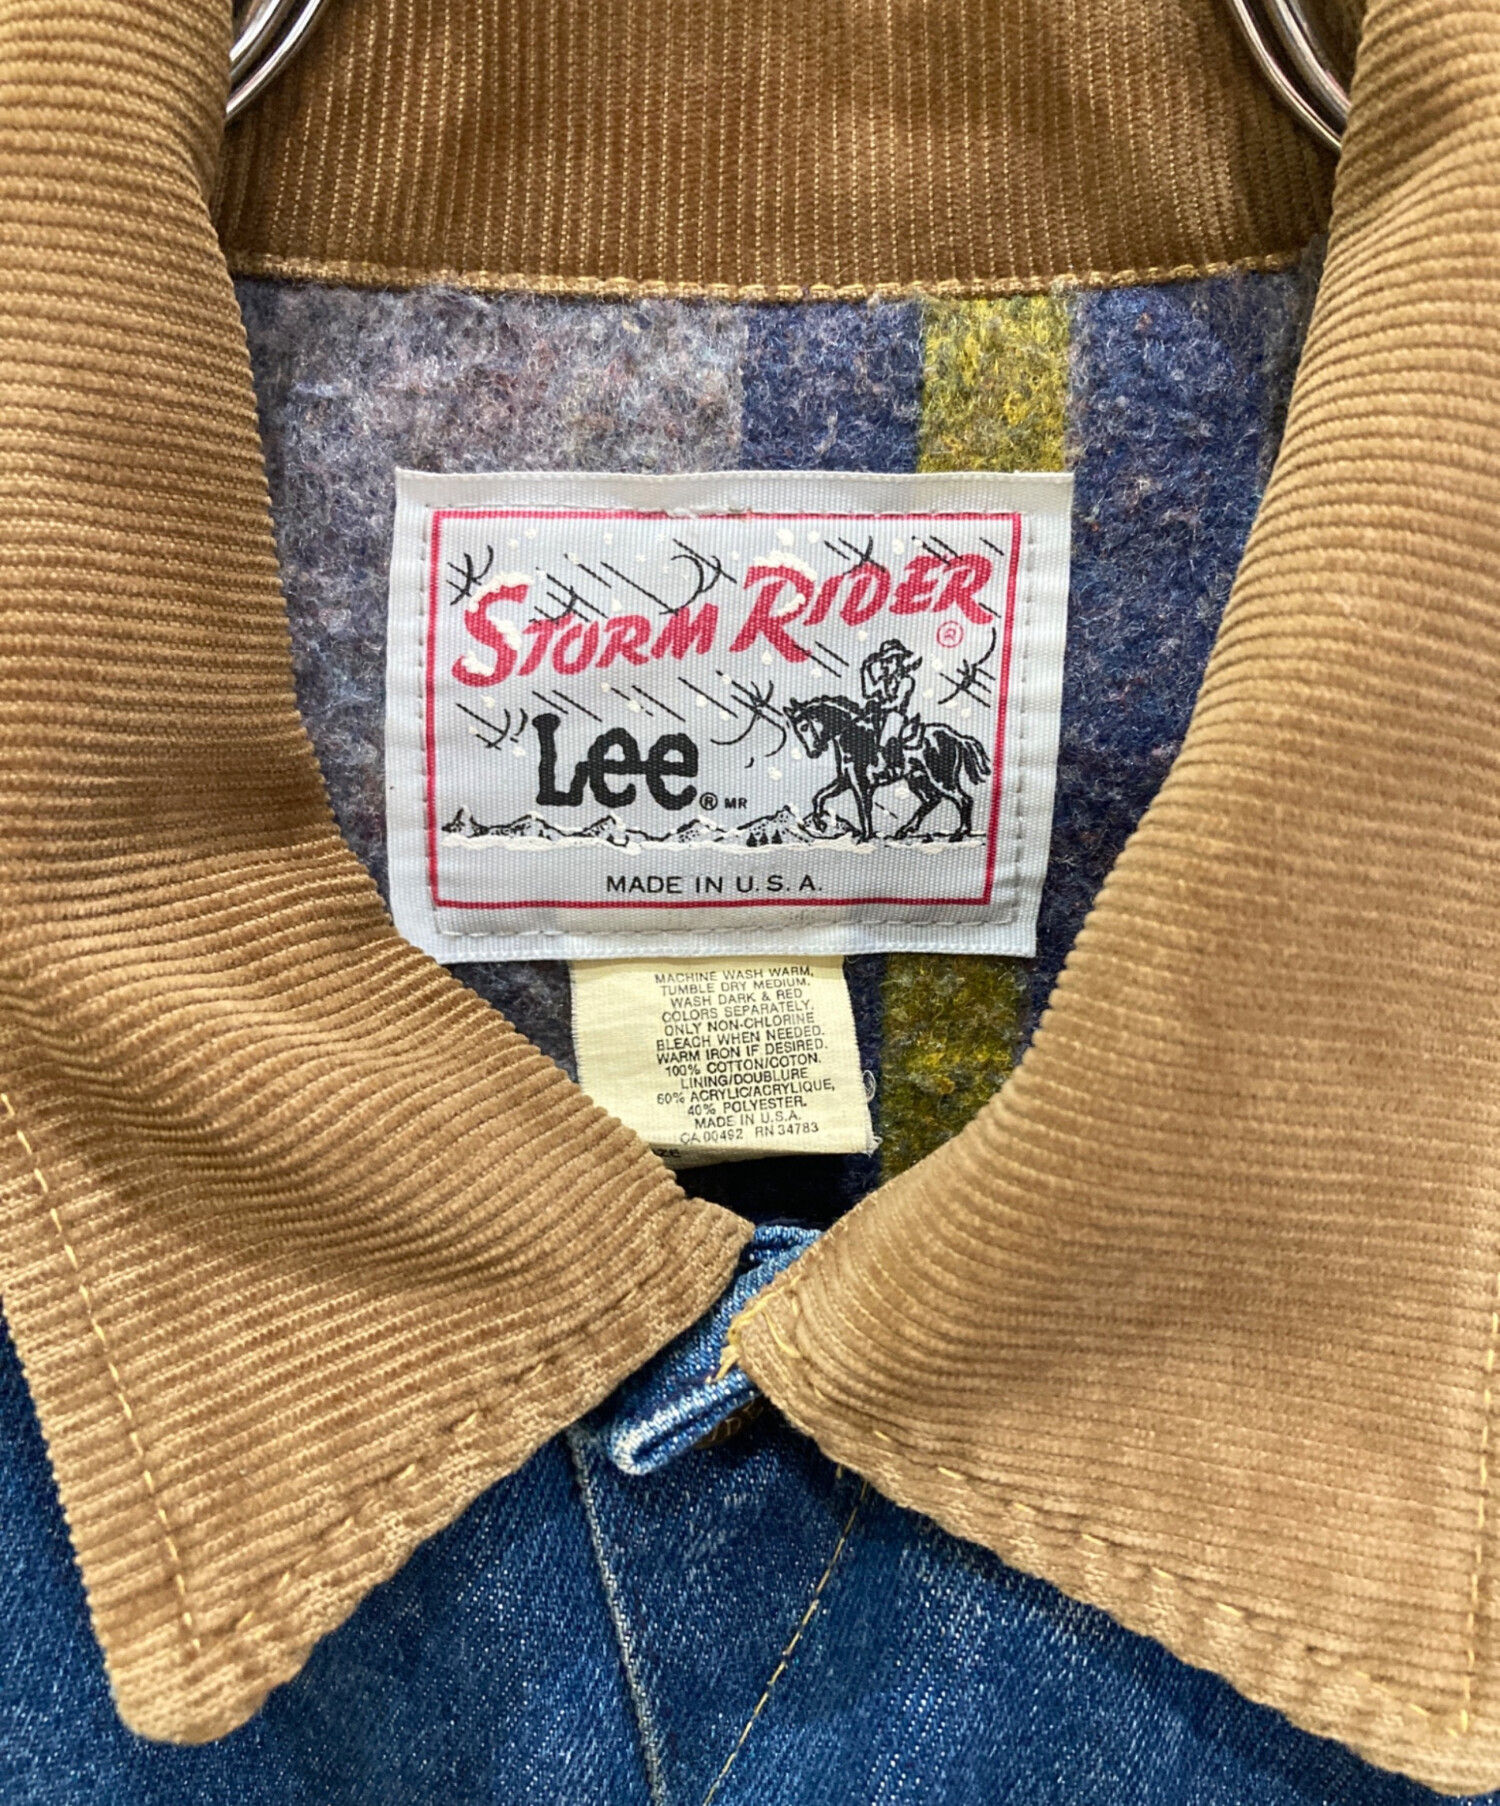 STORM RIDER ®
Lee ® MR
MADE IN U.S.A.
MACHINE WASH WARM,
TUMBLE DRY MEDIUM.
WASH DARK & RED
COLORS SEPARATELY.
ONLY NON-CHLORINE
BLEACH WHEN NEEDED.
WARM IRON IF DESIRED.
100% COTTON/COTON.
LINING/DOUBLURE
60% ACRYLIC/ACRYLIQUE,
40% POLYESTER.
MADE IN U.S.A.
CA 00492 RN 34783